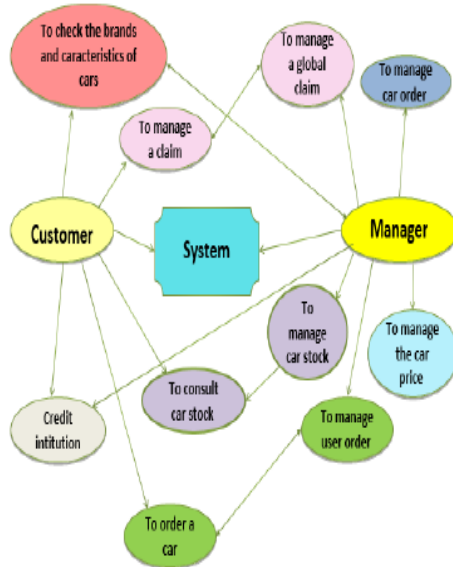 To check the brands
and caracteristics of
cars
To manage
a global
claim
To manage
car order
To manage
a claim
Customer
System
Manager
To
manage
car stock
To manage
the car
price
To consult
car stock
Credit
intitution
To manage
user order
To order a
car